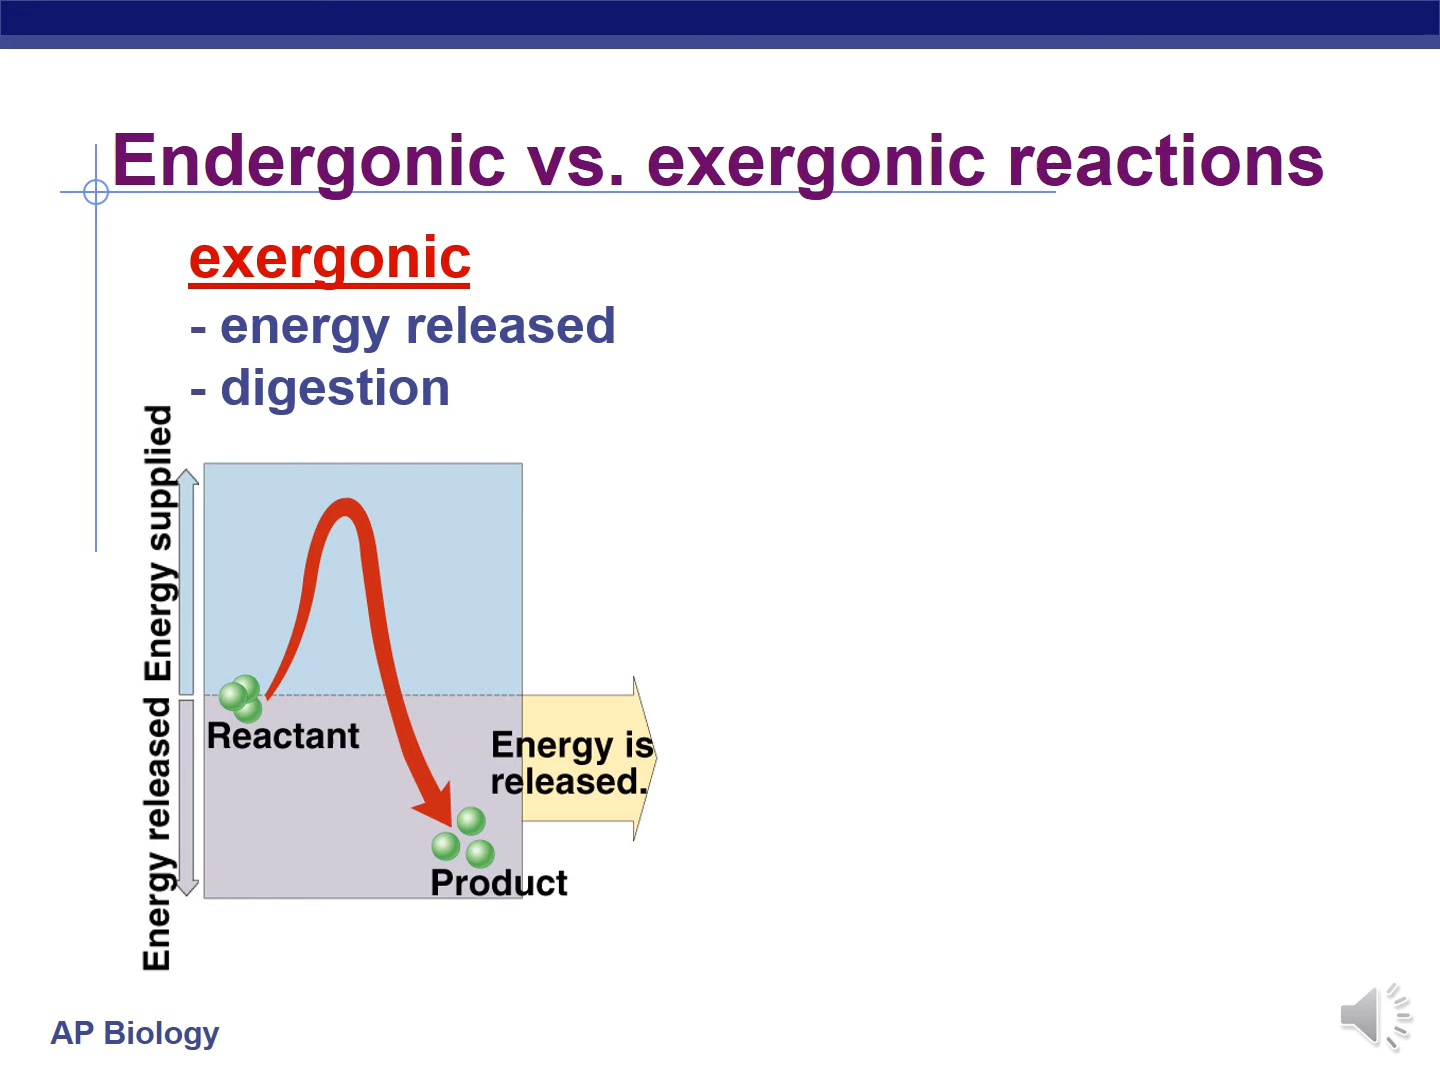 Endergonic vs. exergonic reactions
exergonic
- energy released
- digestion
Energy supplied
Energy released
Reactant
Energy is
released.
Product
AP Biology